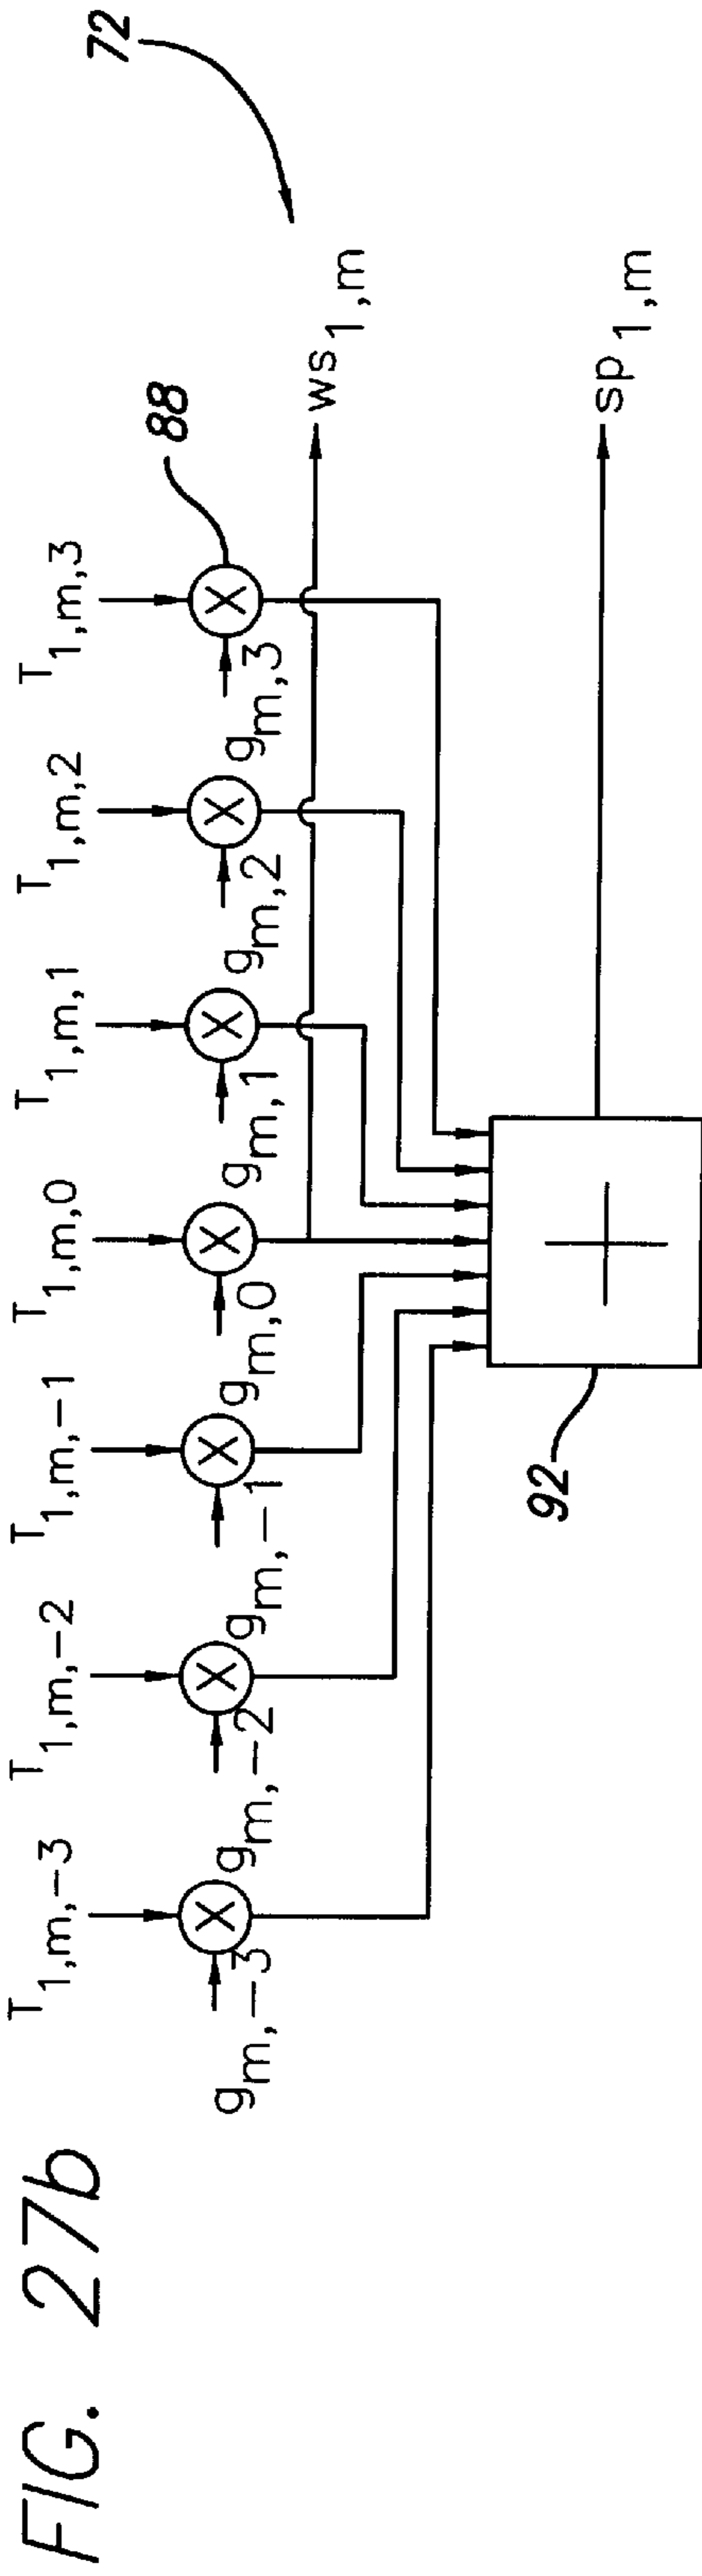 FIG. 27b
72
T1,m,-3 T1,m,-2 T1,m,-1 T1,m,0 T1,m,1 T1,m,2 T1,m,3
88
gm,-3 gm,-2 gm,-1 gm,0 gm,1 gm,2 gm,3
ws1,m
92
sp1,m